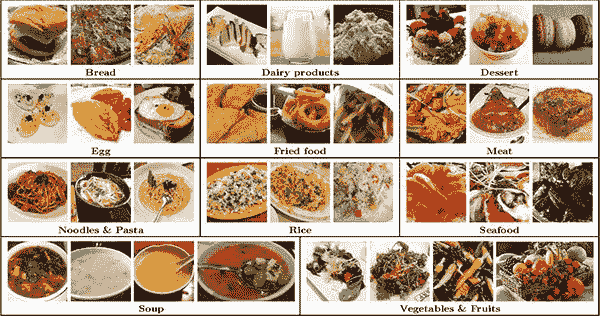 Bread
Dairy products
Dessert
Egg
Fried food
Meat
Noodles & Pasta
Rice
Seafood
Soup
Vegetables & Fruits